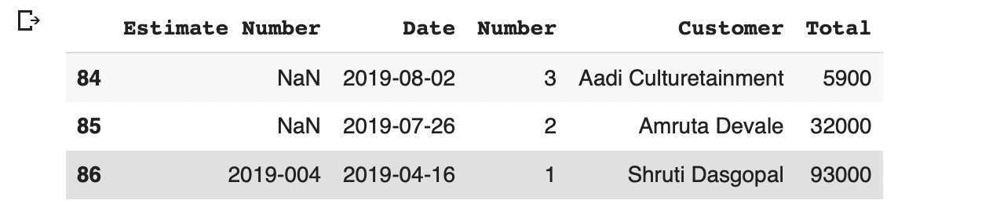 Estimate Number Date Number Customer Total
84 NaN 2019-08-02 3 Aadi Culturetainment 5900
85 NaN 2019-07-26 2 Amruta Devale 32000
86 2019-004 2019-04-16 1 Shruti Dasgopal 93000